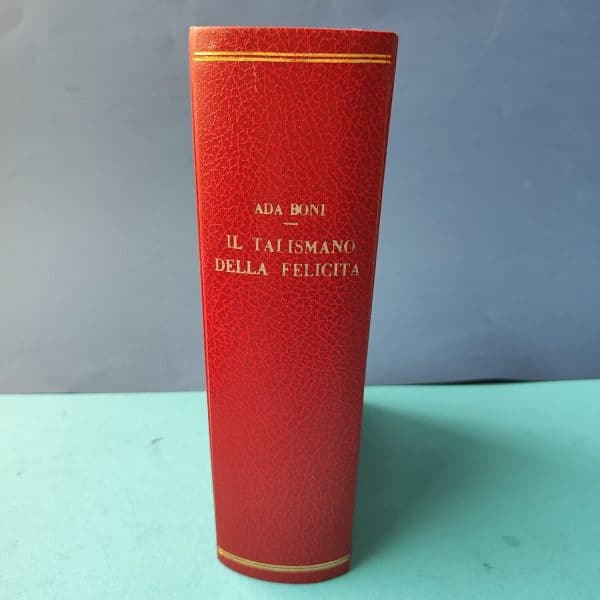 ADA BONI
IL TALISMANO
DELLA FELICITA